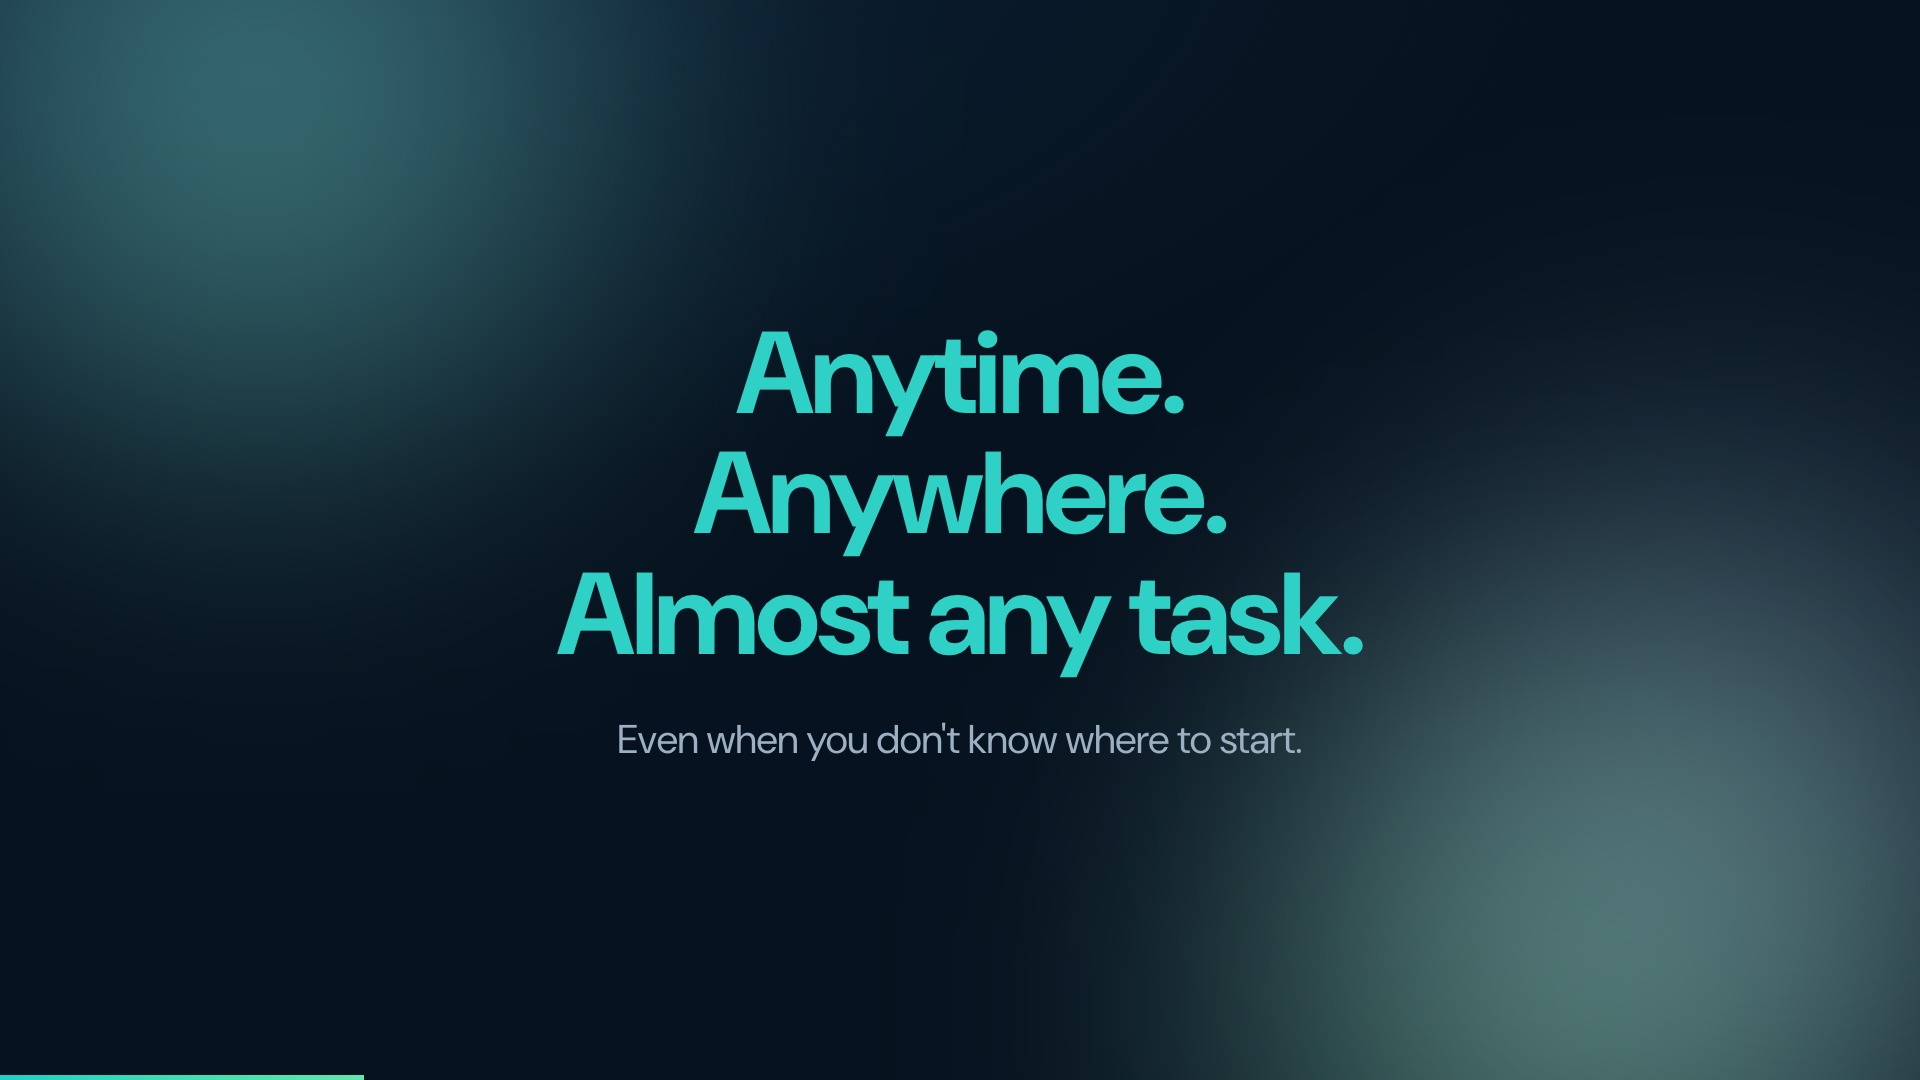 Anytime.
Anywhere.
Almost any task.
Even when you don't know where to start.